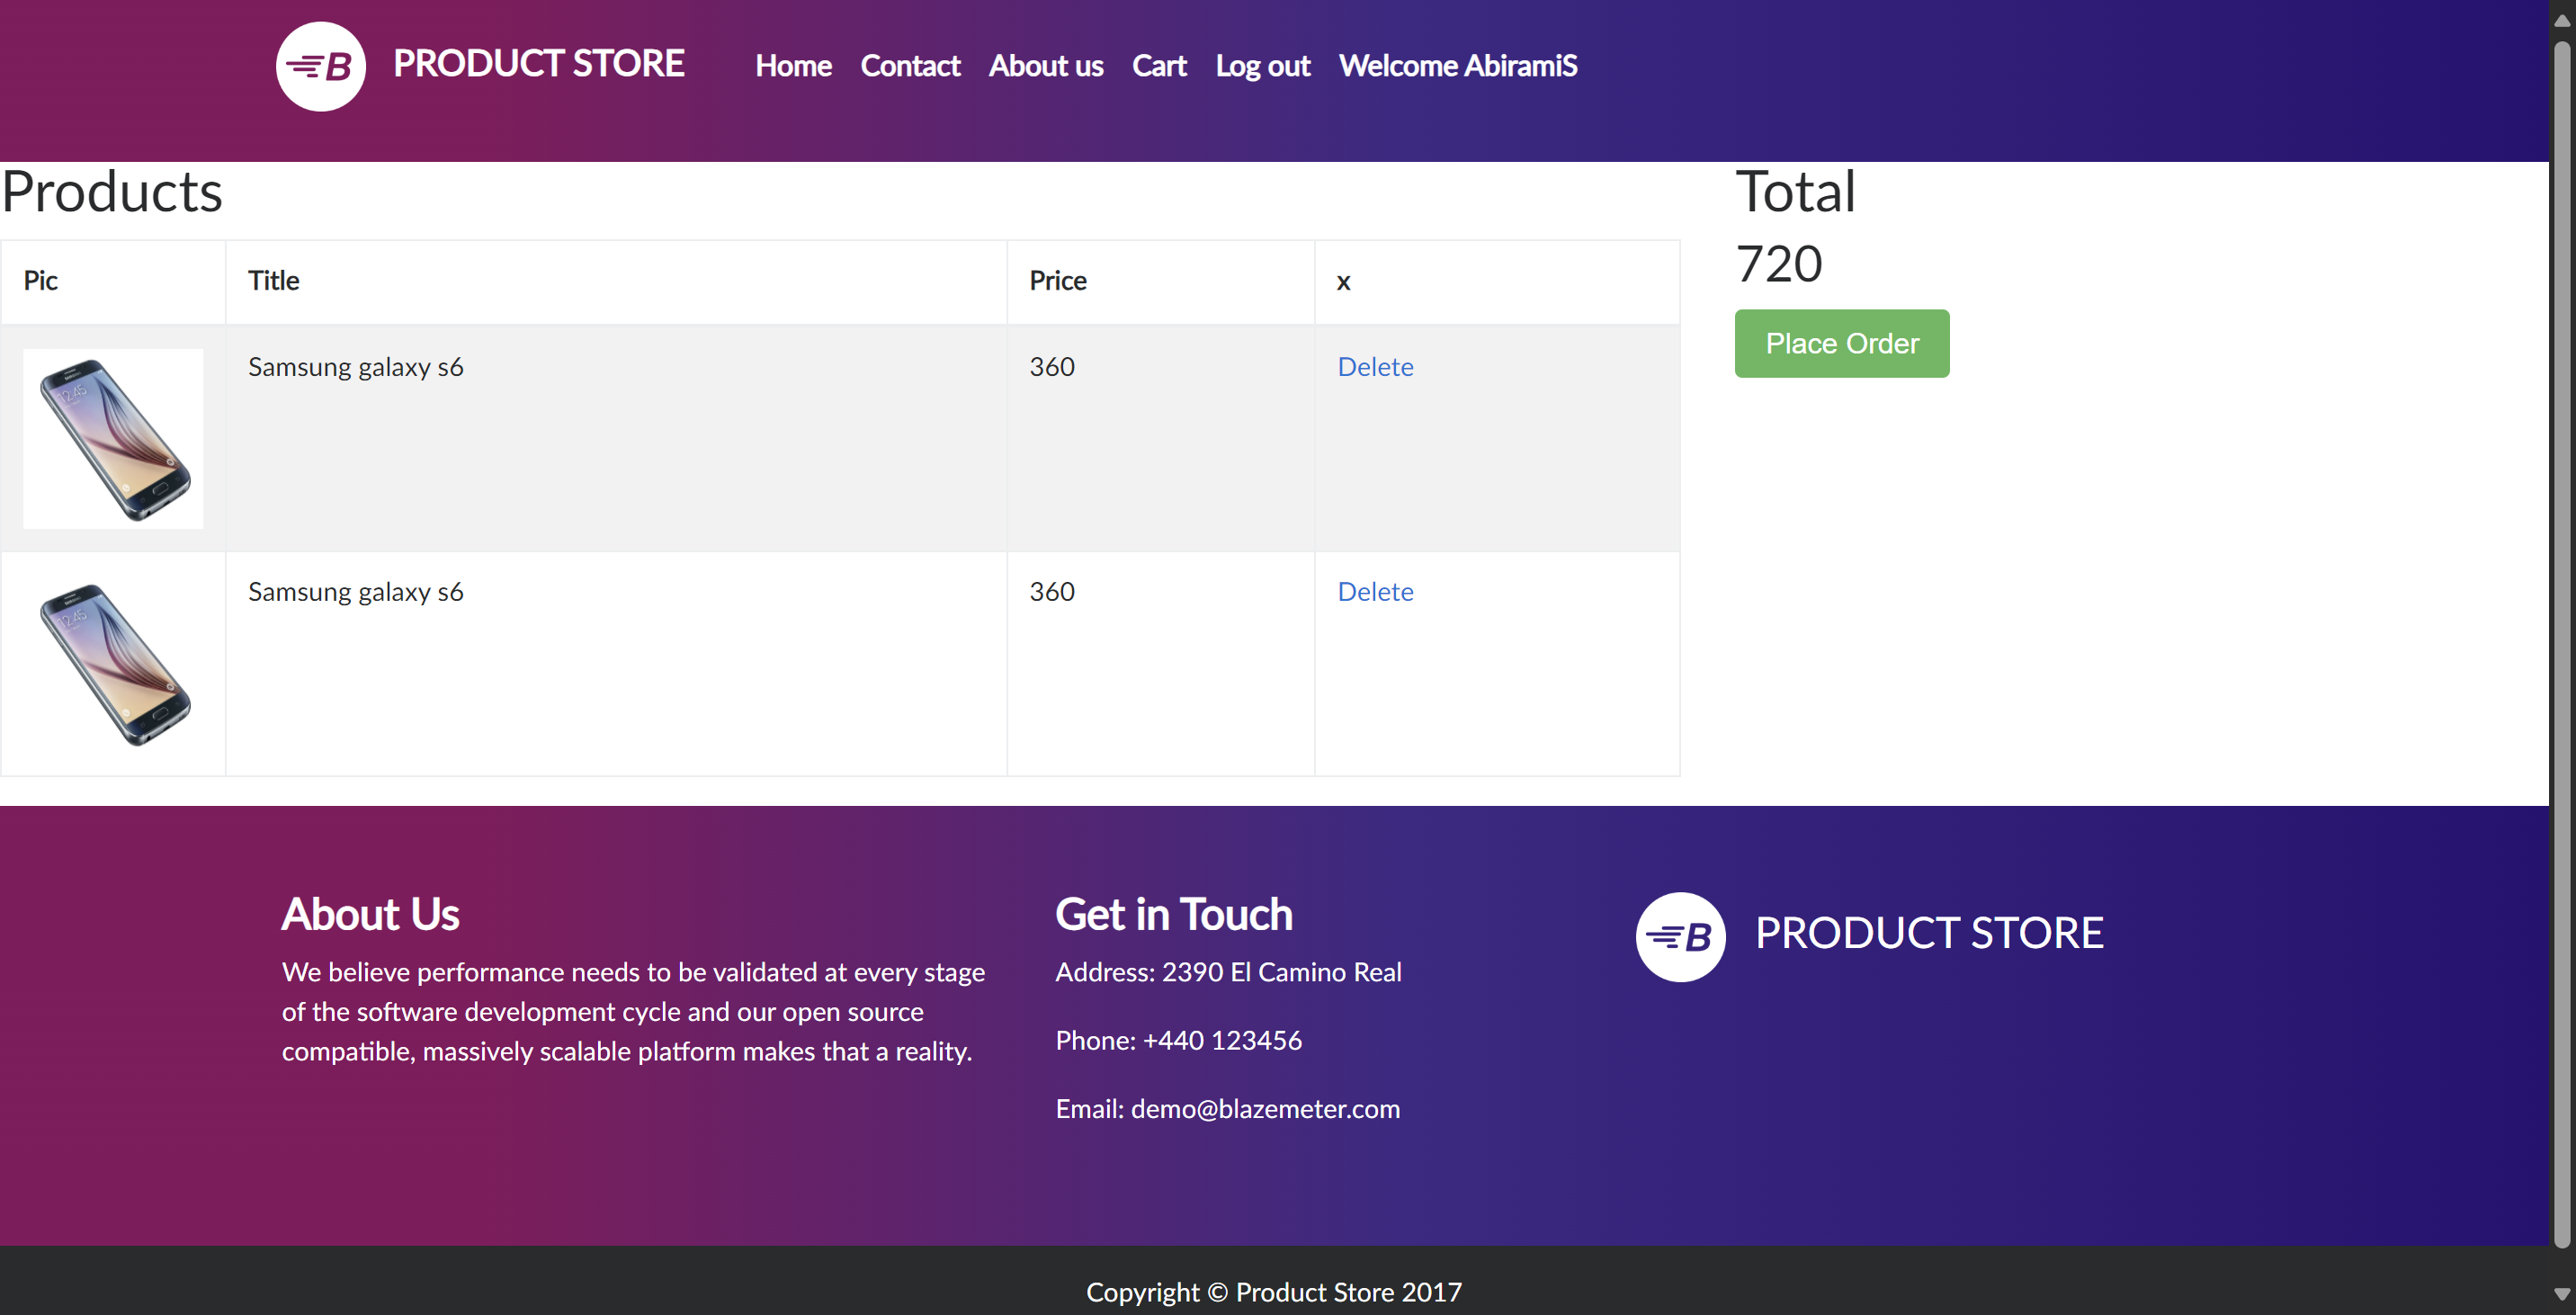 B PRODUCT STORE Home Contact About us Cart Log out Welcome AbiramiS
Products
Pic Title Price x
Samsung galaxy s6 360 Delete
Samsung galaxy s6 360 Delete
Total
720
Place Order
About Us
We believe performance needs to be validated at every stage
of the software development cycle and our open source
compatible, massively scalable platform makes that a reality.
Get in Touch
Address: 2390 El Camino Real
Phone: +440 123456
Email: demo@blazemeter.com
B PRODUCT STORE
Copyright © Product Store 2017